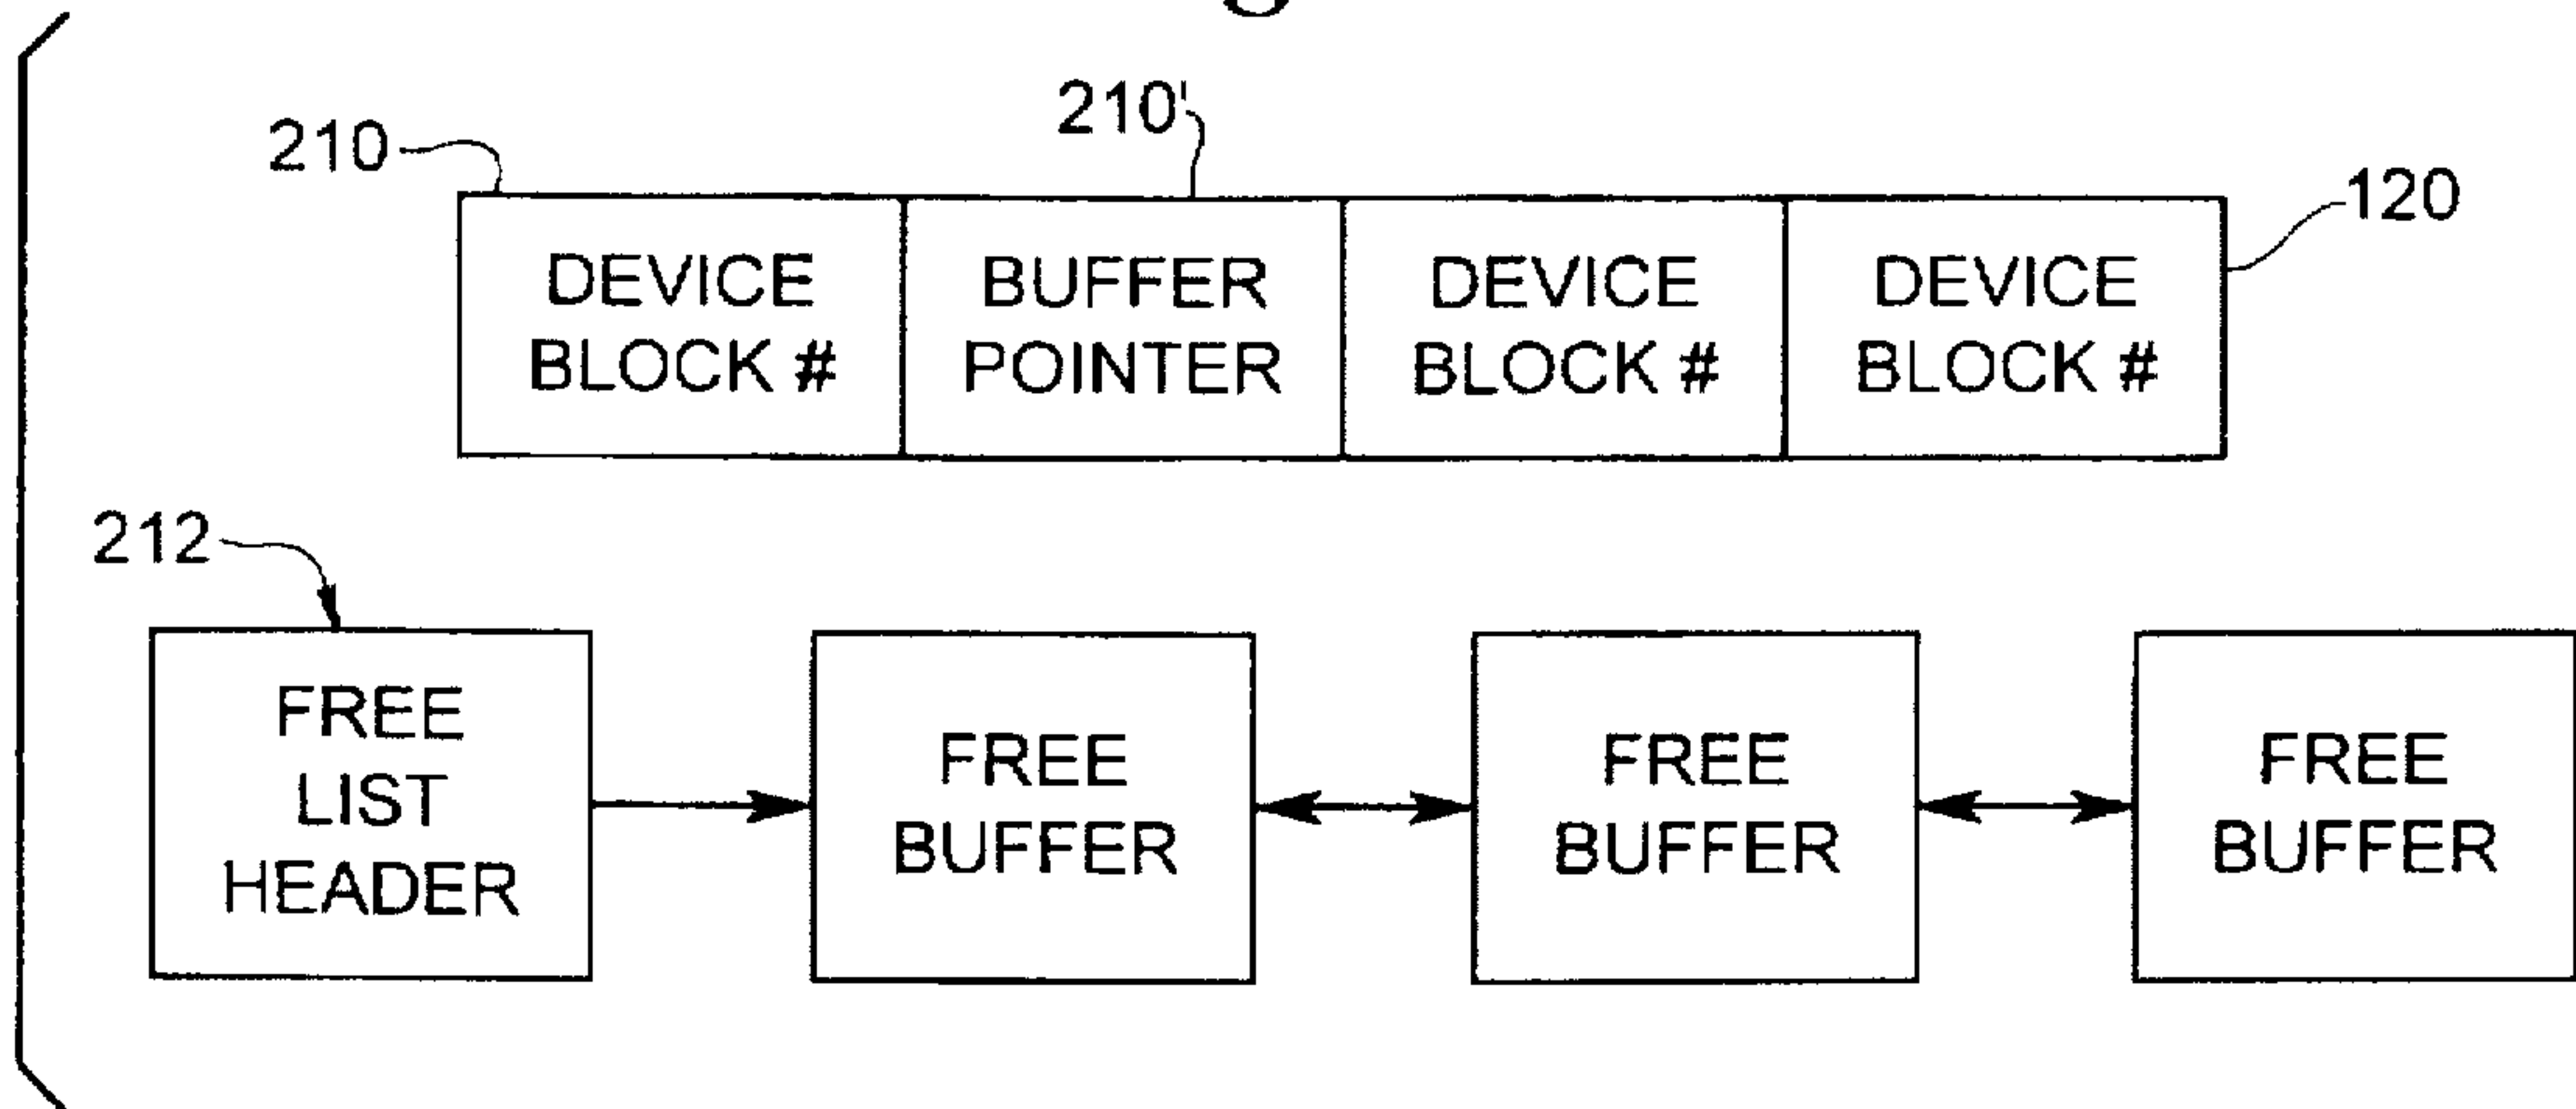 210
210'
120
DEVICE BLOCK #
BUFFER POINTER
DEVICE BLOCK #
DEVICE BLOCK #
212
FREE LIST HEADER
FREE BUFFER
FREE BUFFER
FREE BUFFER